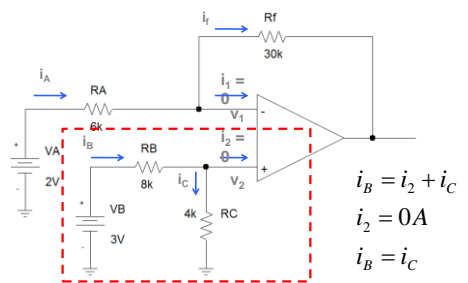 i_f
Rf
30k
i_A
RA
6k
i_1 =
0
v_1
-
VA
+
-
2V
i_B
RB
8k
i_2 =
0
v_2
+
i_C
4k
RC
VB
+
-
3V
i_B = i_2 + i_C
i_2 = 0A
i_B = i_C